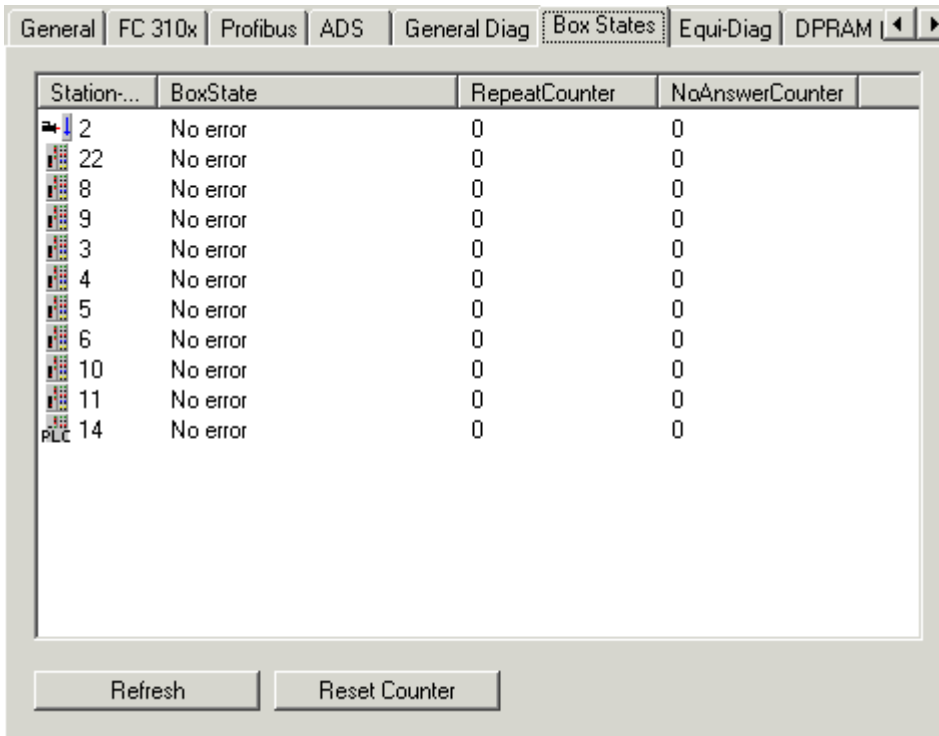 General FC 310x Profibus ADS General Diag Box States Equi-Diag DPRAM
Station-... BoxState RepeatCounter NoAnswerCounter
2 No error 0 0
22 No error 0 0
8 No error 0 0
9 No error 0 0
3 No error 0 0
4 No error 0 0
5 No error 0 0
6 No error 0 0
10 No error 0 0
11 No error 0 0
PLC 14 No error 0 0
Refresh Reset Counter